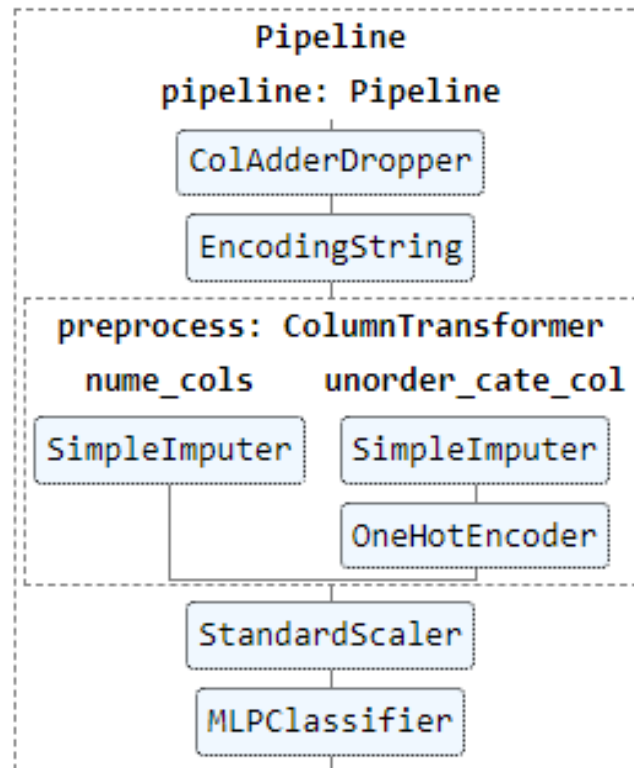 Pipeline
pipeline: Pipeline
ColAdderDropper
EncodingString
preprocess: ColumnTransformer
nume_cols unorder_cate_col
SimpleImputer SimpleImputer
OneHotEncoder
StandardScaler
MLPClassifier